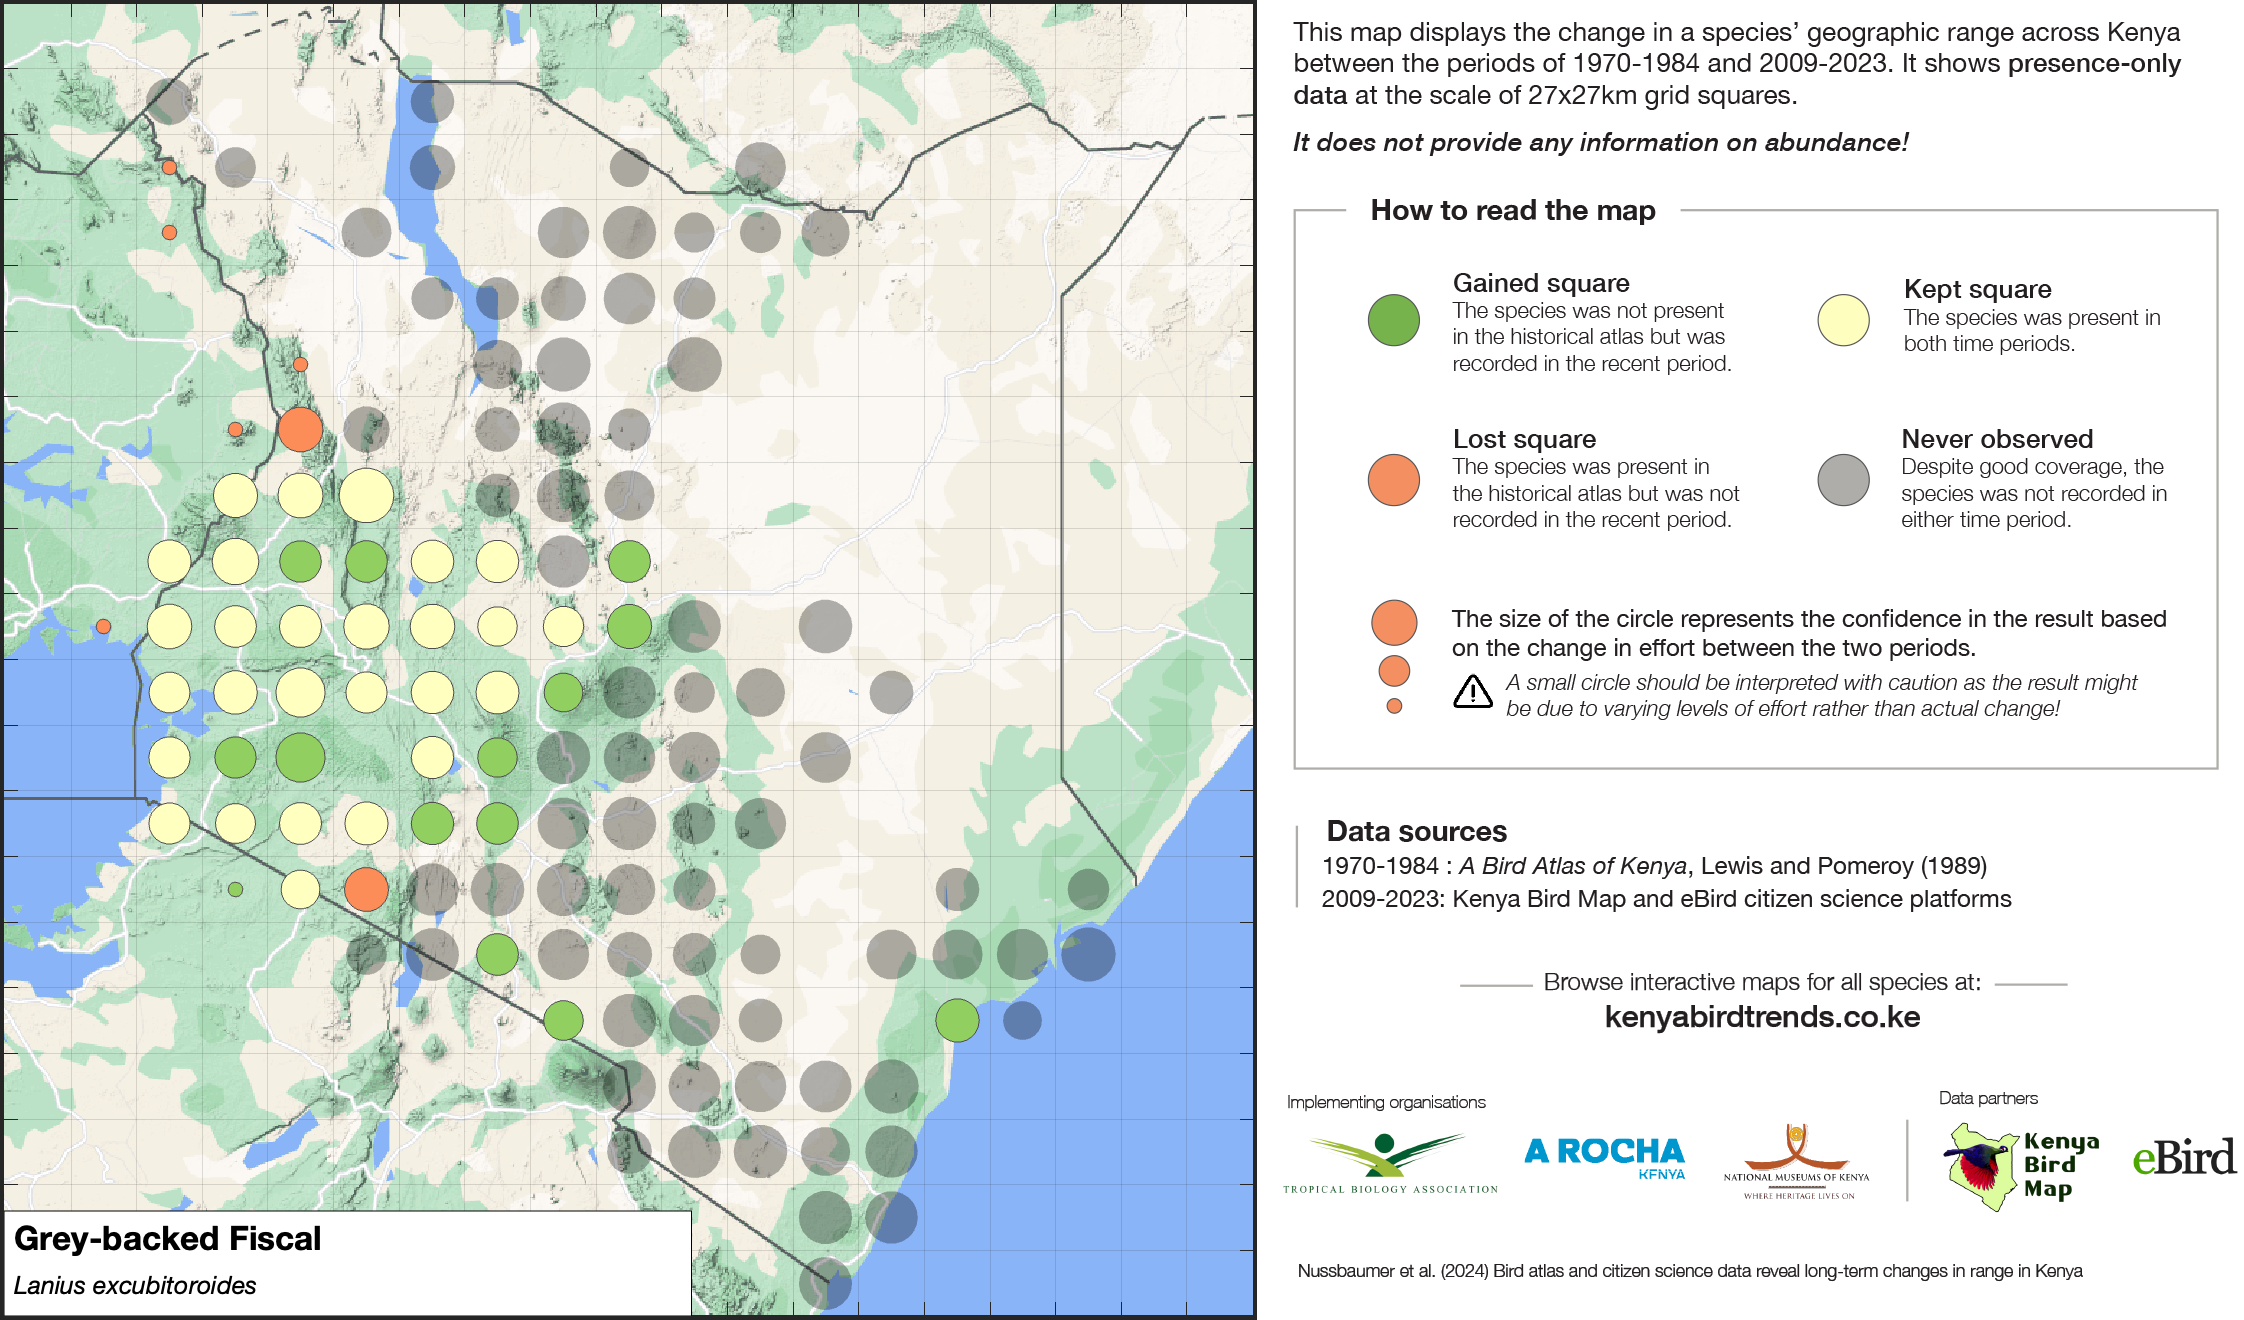 This map displays the change in a species’ geographic range across Kenya
between the periods of 1970-1984 and 2009-2023. It shows presence-only
data at the scale of 27x27km grid squares.
It does not provide any information on abundance!
How to read the map
Gained square
The species was not present
in the historical atlas but was
recorded in the recent period.
Kept square
The species was present in
both time periods.
Lost square
The species was present in
the historical atlas but was not
recorded in the recent period.
Never observed
Despite good coverage, the
species was not recorded in
either time period.
The size of the circle represents the confidence in the result based
on the change in effort between the two periods.
A small circle should be interpreted with caution as the result might
be due to varying levels of effort rather than actual change!
Data sources
1970-1984 : A Bird Atlas of Kenya, Lewis and Pomeroy (1989)
2009-2023: Kenya Bird Map and eBird citizen science platforms
Browse interactive maps for all species at:
kenyabirdtrends.co.ke
Implementing organisations
Data partners
TROPICAL BIOLOGY ASSOCIATION
A ROCHA
KENYA
NATIONAL MUSEUMS OF KENYA
WHERE HERITAGE LIVES ON
Kenya
Bird
Map
eBird
Grey-backed Fiscal
Lanius excubitoroides
Nussbaumer et al. (2024) Bird atlas and citizen science data reveal long-term changes in range in Kenya